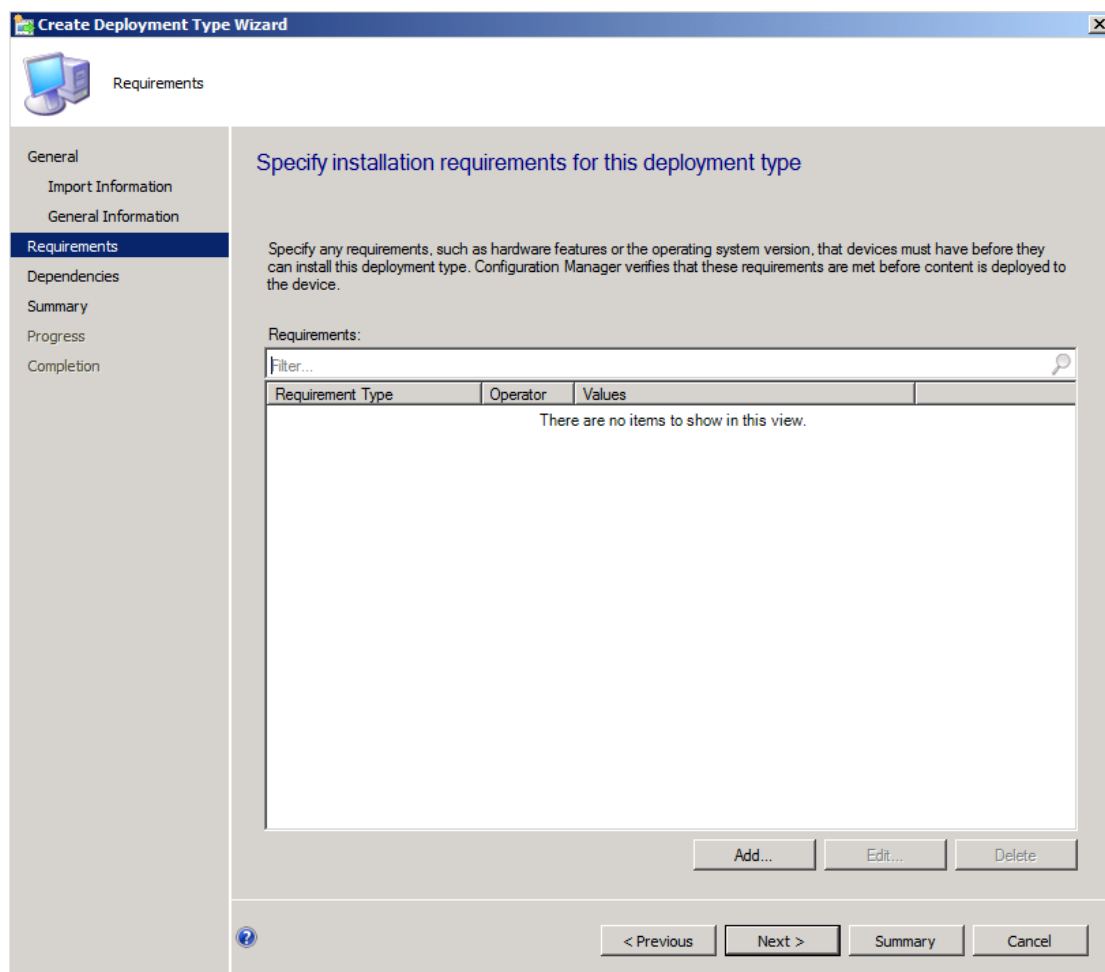 Create Deployment Type Wizard
Requirements
General
Import Information
General Information
Requirements
Dependencies
Summary
Progress
Completion
Specify installation requirements for this deployment type
Specify any requirements, such as hardware features or the operating system version, that devices must have before they
can install this deployment type. Configuration Manager verifies that these requirements are met before content is deployed to
the device.
Requirements:
Filter...
Requirement Type Operator Values
There are no items to show in this view.
Add... Edit... Delete
< Previous Next > Summary Cancel